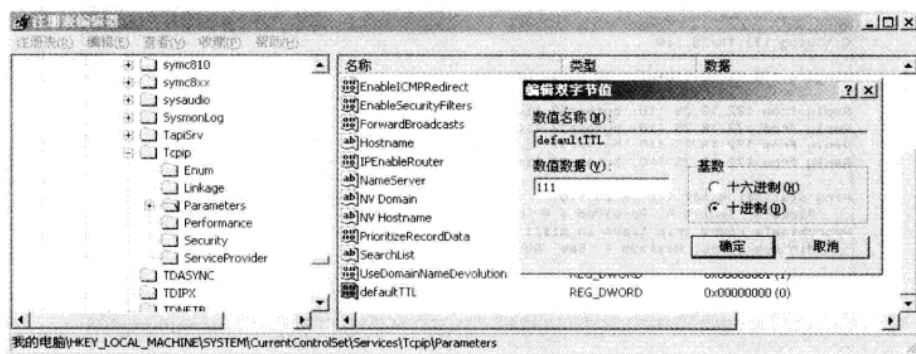 注册表编辑器
注册表(R) 编辑(E) 查看(V) 收藏(F) 帮助(H)
symc810
symc8xx
sysaudio
SysmonLog
TapiSrv
Tcpip
Enum
Linkage
Parameters
Performance
Security
ServiceProvider
TDASYNC
TDIPX
TDNETB
名称 类型 数据
EnableICMPRedirect
EnableSecurityFilters
ForwardBroadcasts
Hostname
IPEnableRouter
NameServer
NV Domain
NV Hostname
PrioritizeRecordData
SearchList
UseDomainNameDevolution REG_DWORD 0x00000001 (1)
defaultTTL REG_DWORD 0x00000000 (0)
编辑双字节值
数值名称(N):
defaultTTL
数值数据(V):
111
基数
十六进制(H)
十进制(D)
确定 取消
我的电脑\HKEY_LOCAL_MACHINE\SYSTEM\CurrentControlSet\Services\Tcpip\Parameters